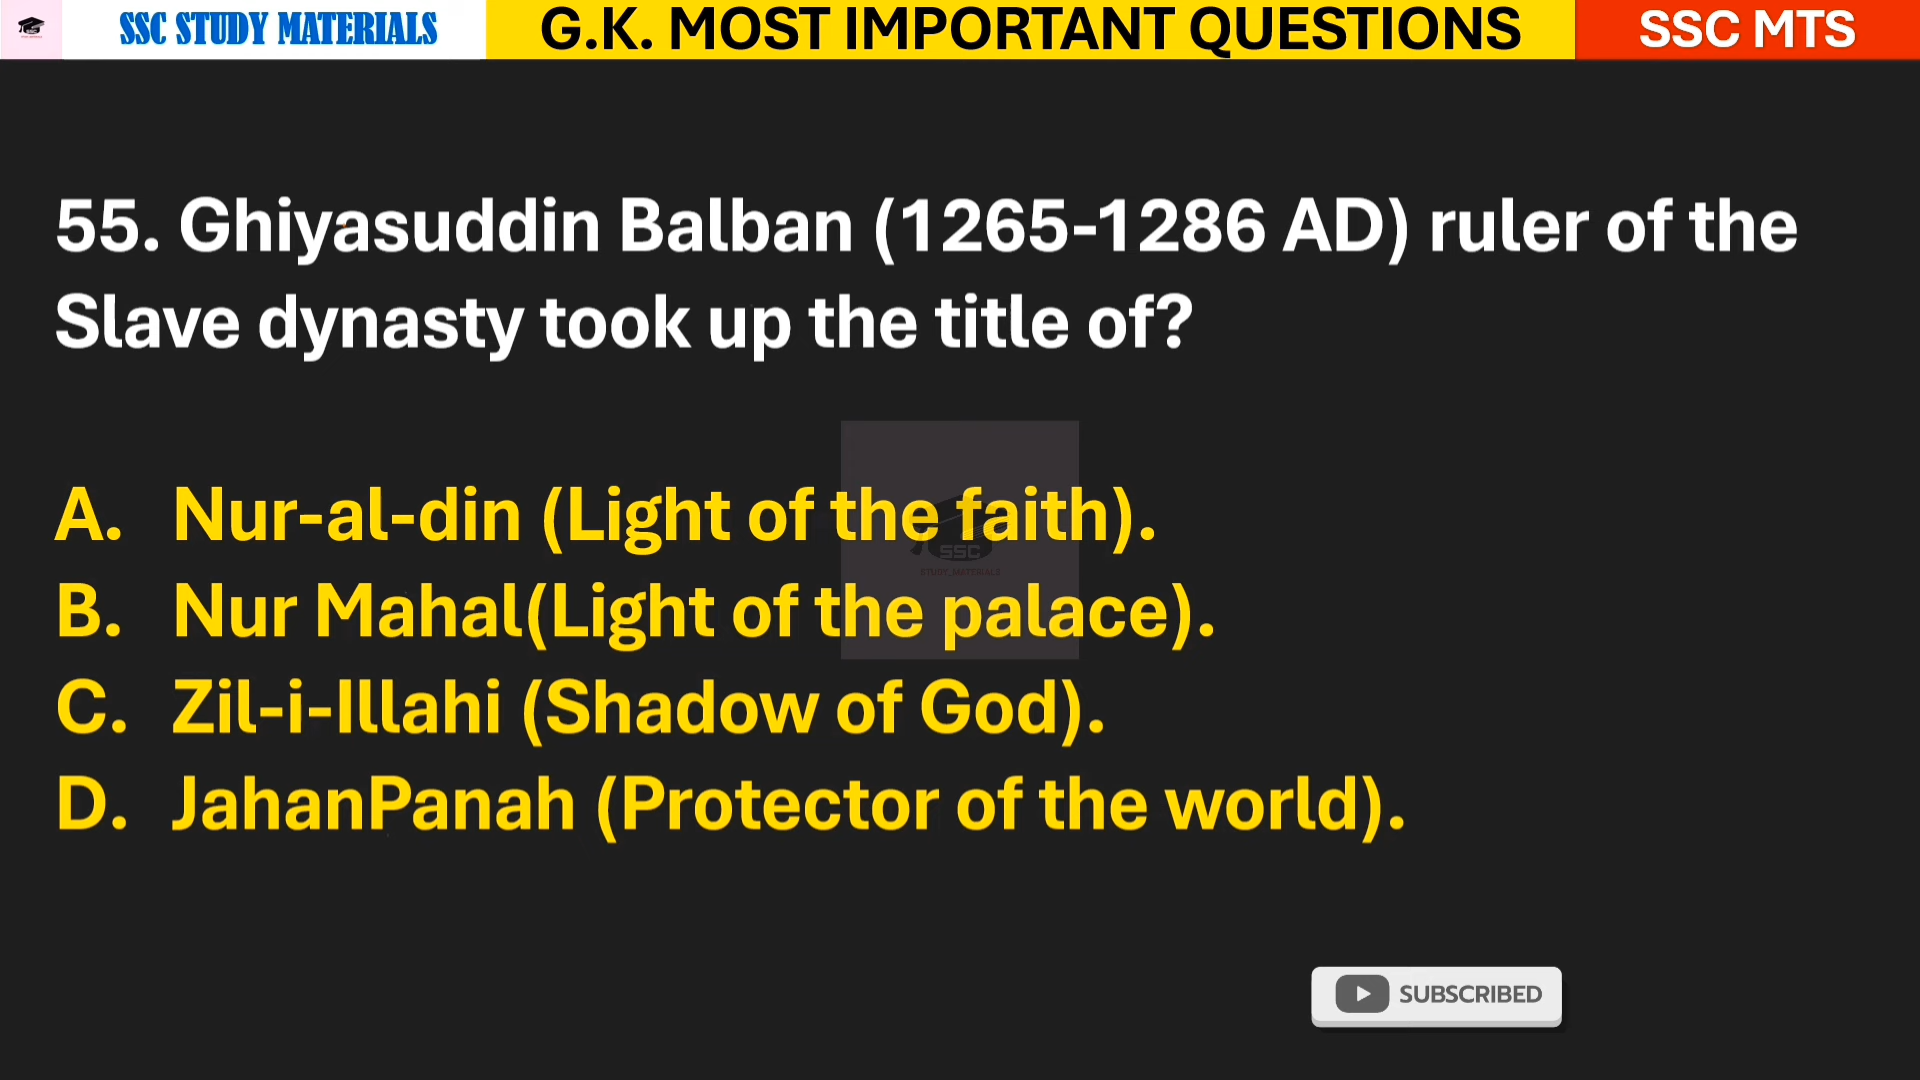 SSC STUDY MATERIALS
G.K. MOST IMPORTANT QUESTIONS
SSC MTS
55. Ghiyasuddin Balban (1265-1286 AD) ruler of the
Slave dynasty took up the title of?
A. Nur-al-din (Light of the faith).
SSC
STUDY_MATERIALS
B. Nur Mahal(Light of the palace).
C. Zil-i-Illahi (Shadow of God).
D. JahanPanah (Protector of the world).
SUBSCRIBED